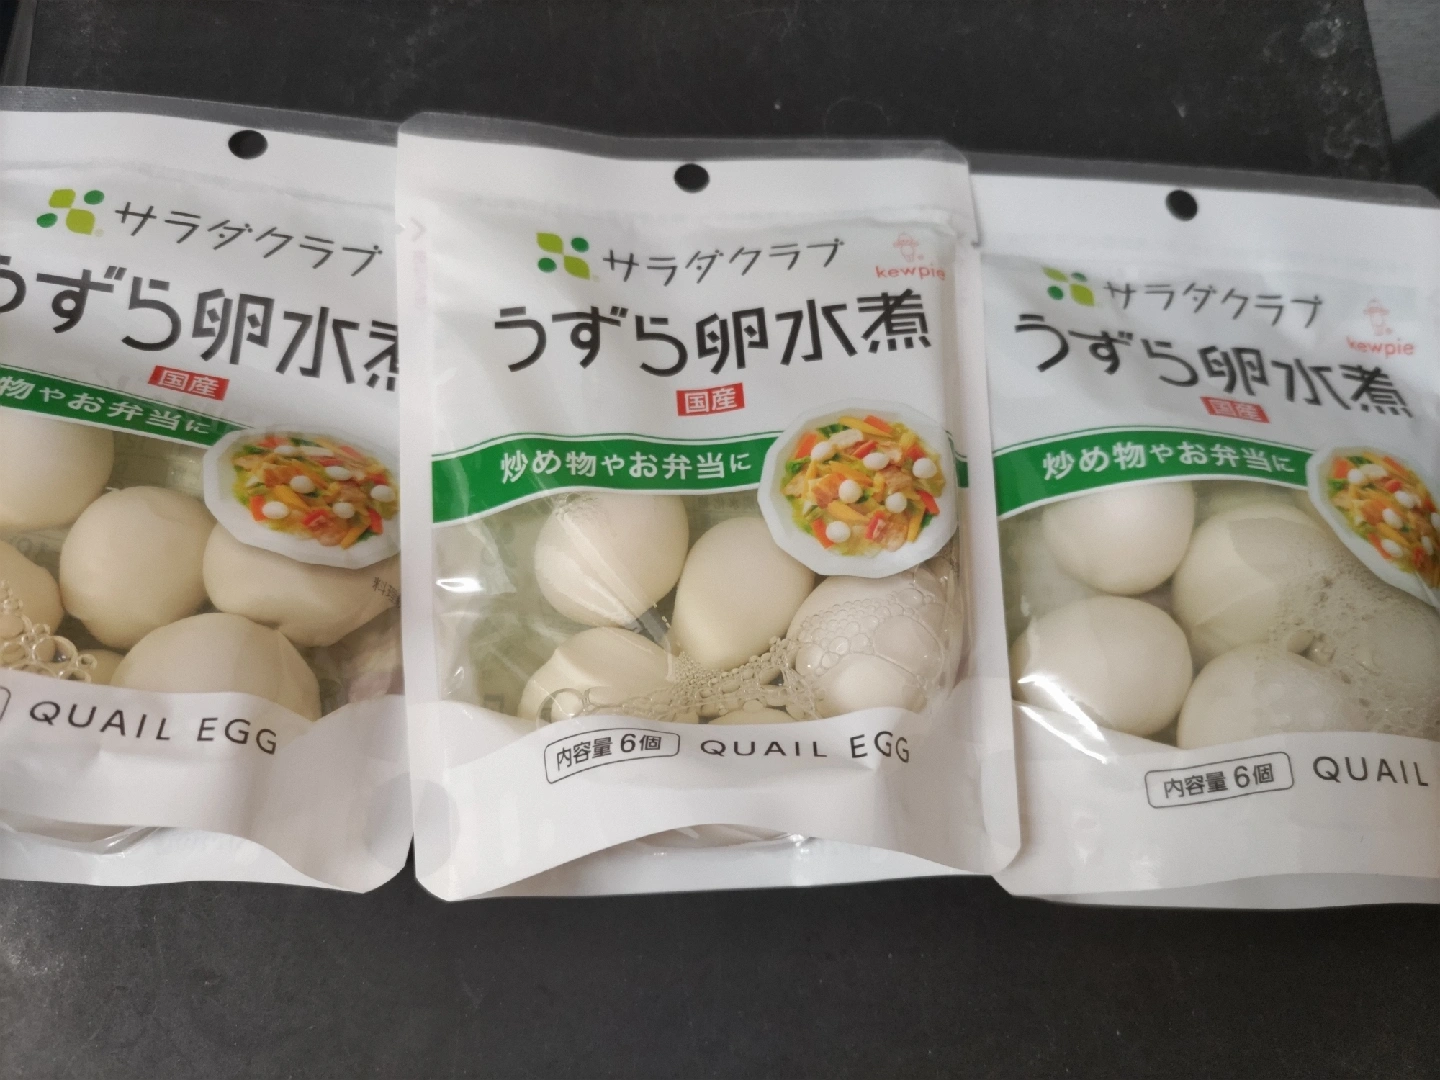 サラダクラブ
うずら卵水煮
国産
物やお弁当に
QUAIL EGG
サラダクラブ
kewpie
うずら卵水煮
国産
炒め物やお弁当に
内容量 6個
QUAIL EGG
サラダクラブ
kewpie
うずら卵水煮
国産
炒め物やお弁当に
内容量 6個
QUAIL